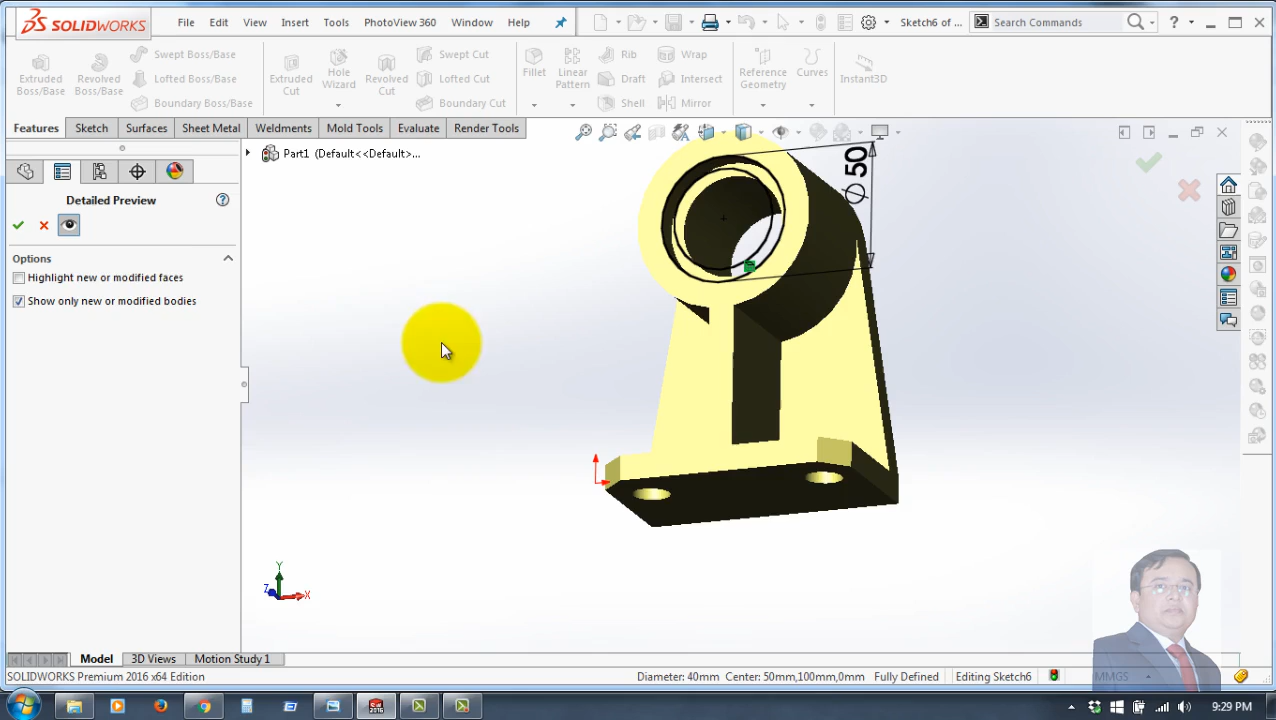 SOLIDWORKS File Edit View Insert Tools PhotoView 360 Window Help Sketch6 of ... Search Commands ?
Extruded Boss/Base Revolved Boss/Base Swept Boss/Base Lofted Boss/Base Boundary Boss/Base Extruded Cut Hole Wizard Revolved Cut Swept Cut Lofted Cut Boundary Cut Fillet Linear Pattern Rib Draft Shell Wrap Intersect Mirror Reference Geometry Curves Instant3D
Features Sketch Surfaces Sheet Metal Weldments Mold Tools Evaluate Render Tools
Part1 (Default<<Default>...
Detailed Preview ?
Options
Highlight new or modified faces
Show only new or modified bodies
Ø 50
Y
Z X
Model 3D Views Motion Study 1
SOLIDWORKS Premium 2016 x64 Edition Diameter: 40mm Center: 50mm,100mm,0mm Fully Defined Editing Sketch6 MMGS
9:29 PM